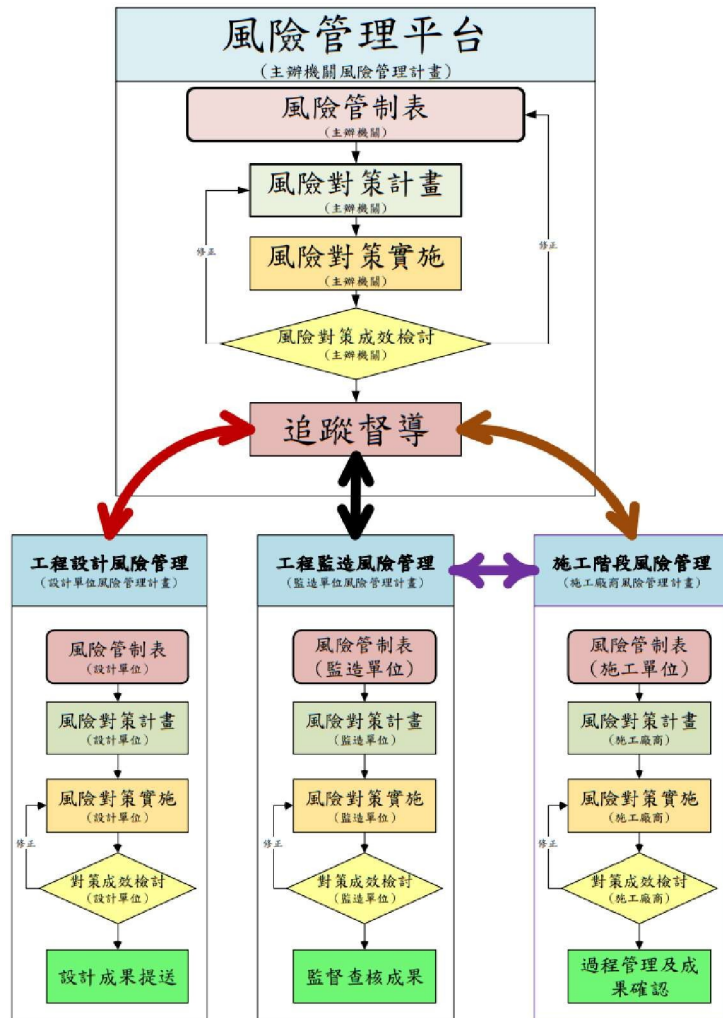 風險管理平台
(主辦機關風險管理計畫)
風險管制表
(主辦機關)
風險對策計畫
(主辦機關)
修正
修正
風險對策實施
(主辦機關)
風險對策成效檢討
(主辦機關)
追蹤督導
工程設計風險管理
(設計單位風險管理計畫)
風險管制表
(設計單位)
風險對策計畫
(設計單位)
風險對策實施
(設計單位)
修正
對策成效檢討
(設計單位)
設計成果提送
工程監造風險管理
(監造單位風險管理計畫)
風險管制表
(監造單位)
風險對策計畫
(監造單位)
風險對策實施
(監造單位)
修正
對策成效檢討
(監造單位)
監督查核成果
施工階段風險管理
(施工廠商風險管理計畫)
風險管制表
(施工單位)
風險對策計畫
(施工廠商)
風險對策實施
(施工廠商)
修正
對策成效檢討
(施工廠商)
過程管理及成
果確認